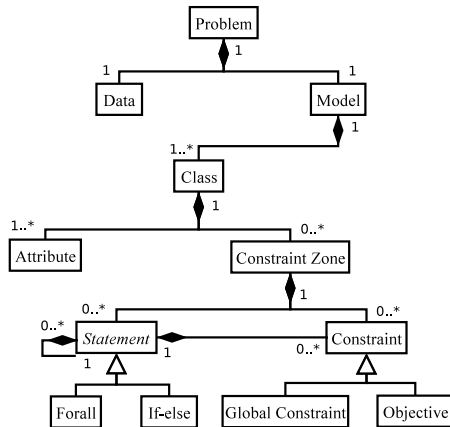 Problem
1
1
1
Data
Model
1
1..*
Class
1
1..*
0..*
Attribute
Constraint Zone
1
0..*
0..*
0..*
Statement
Constraint
1
1
0..*
Forall
If-else
Global Constraint
Objective